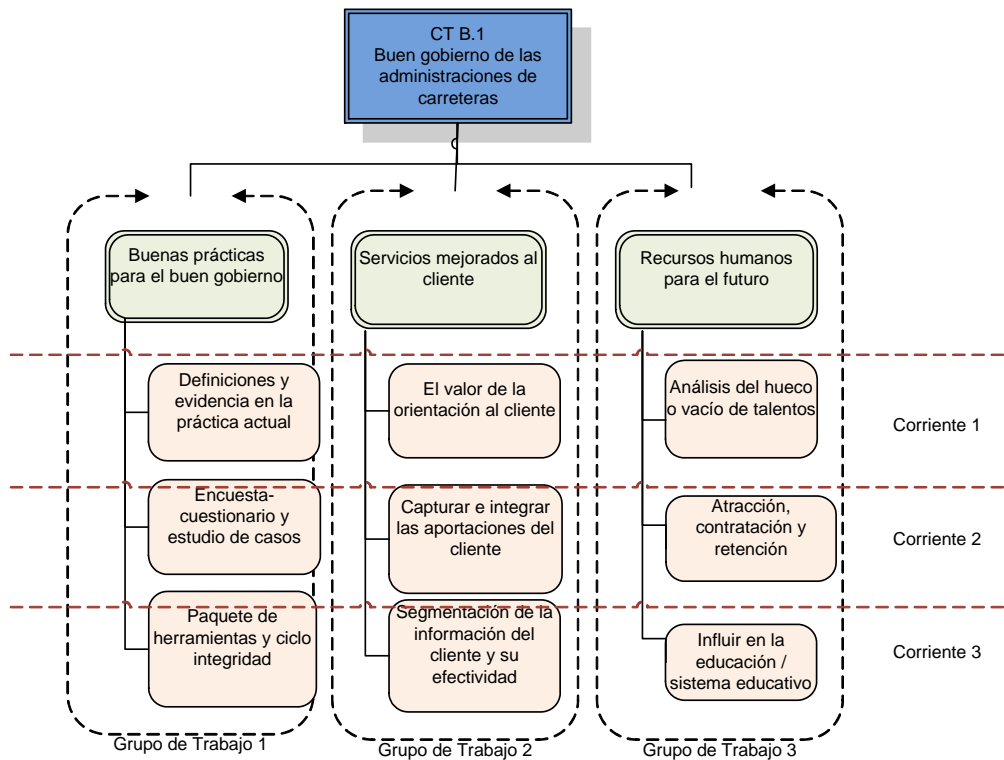 CT B.1
Buen gobierno de las
administraciones de
carreteras
Buenas prácticas
para el buen gobierno
Servicios mejorados al
cliente
Recursos humanos
para el futuro
Definiciones y
evidencia en la
práctica actual
El valor de la
orientación al cliente
Análisis del hueco
o vacío de talentos
Corriente 1
Encuesta-
cuestionario y
estudio de casos
Capturar e integrar
las aportaciones del
cliente
Atracción,
contratación y
retención
Corriente 2
Paquete de
herramientas y ciclo
integridad
Segmentación de la
información del
cliente y su
efectividad
Influir en la
educación /
sistema educativo
Corriente 3
Grupo de Trabajo 1
Grupo de Trabajo 2
Grupo de Trabajo 3